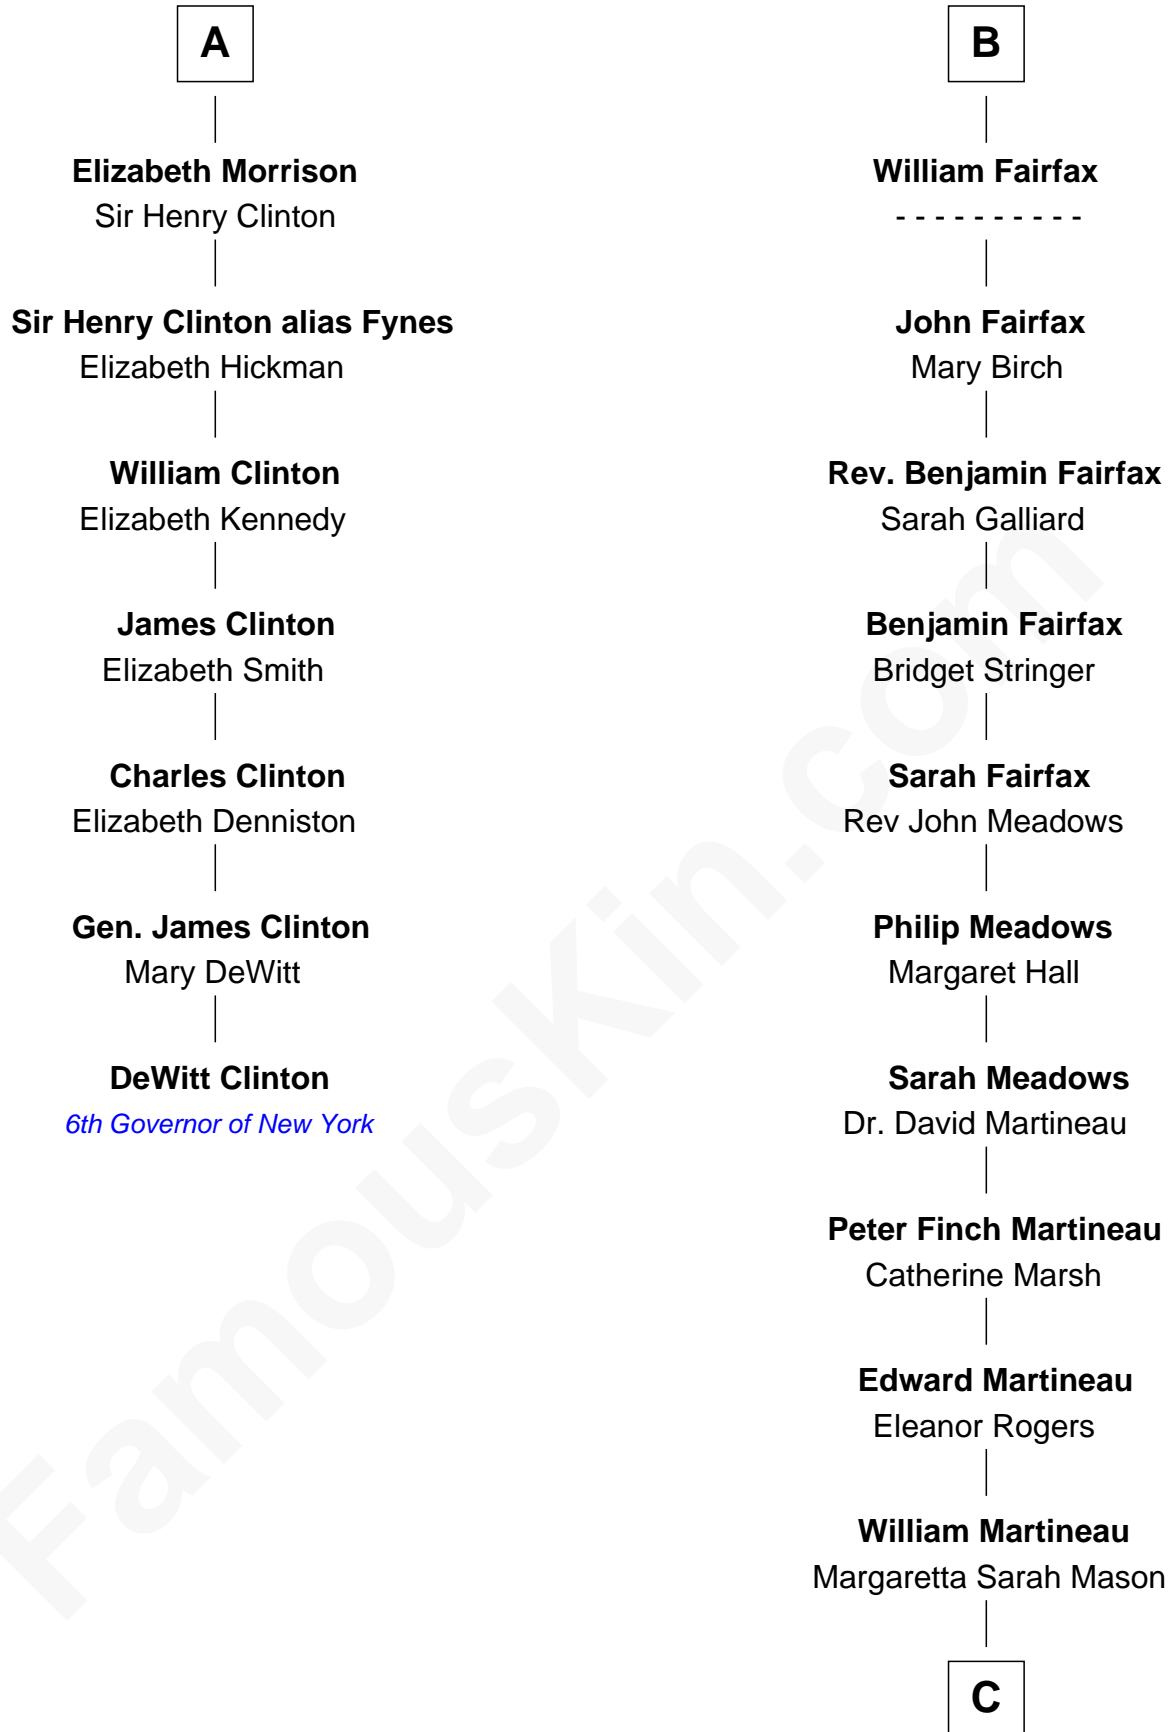 A
Elizabeth Morrison
Sir Henry Clinton
Sir Henry Clinton alias Fynes
Elizabeth Hickman
William Clinton
Elizabeth Kennedy
James Clinton
Elizabeth Smith
Charles Clinton
Elizabeth Denniston
Gen. James Clinton
Mary DeWitt
DeWitt Clinton
6th Governor of New York
B
William Fairfax
- - - - - - - - - -
John Fairfax
Mary Birch
Rev. Benjamin Fairfax
Sarah Galliard
Benjamin Fairfax
Bridget Stringer
Sarah Fairfax
Rev John Meadows
Philip Meadows
Margaret Hall
Sarah Meadows
Dr. David Martineau
Peter Finch Martineau
Catherine Marsh
Edward Martineau
Eleanor Rogers
William Martineau
Margaretta Sarah Mason
C
FamousKin.com